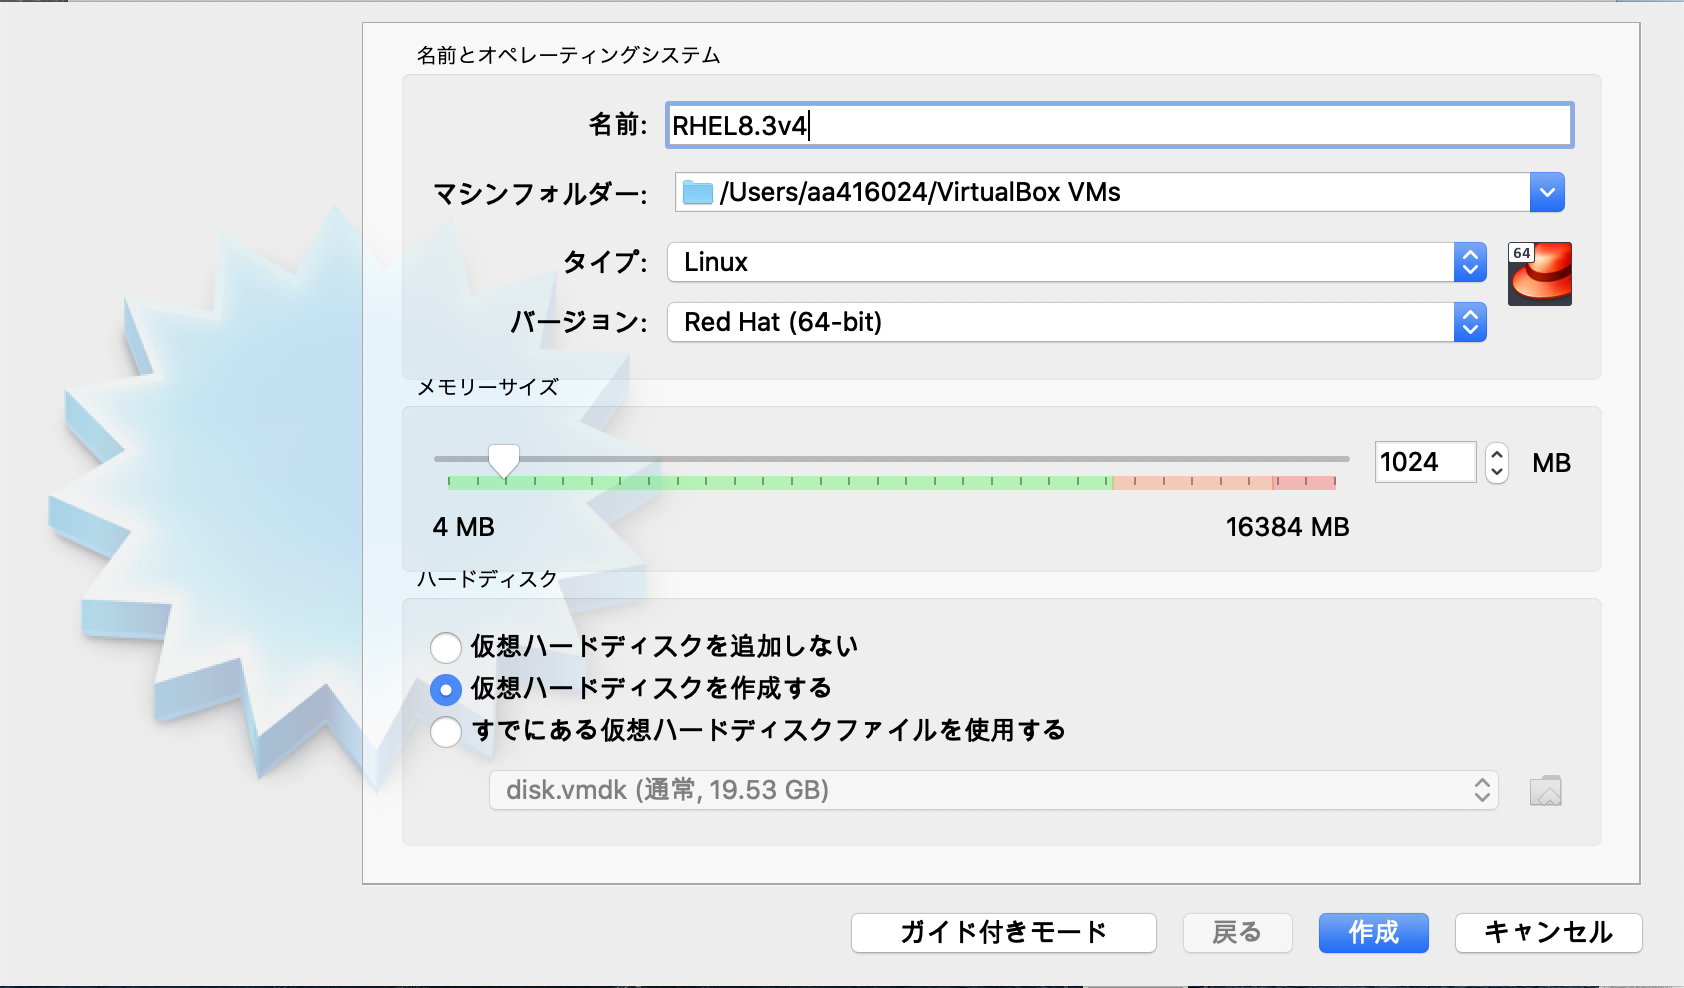 名前とオペレーティングシステム
名前: RHEL8.3v4
マシンフォルダー: /Users/aa416024/VirtualBox VMs
タイプ: Linux
64
バージョン: Red Hat (64-bit)
メモリーサイズ
1024 MB
4 MB 16384 MB
ハードディスク
仮想ハードディスクを追加しない
仮想ハードディスクを作成する
すでにある仮想ハードディスクファイルを使用する
disk.vmdk (通常, 19.53 GB)
ガイド付きモード 戻る 作成 キャンセル